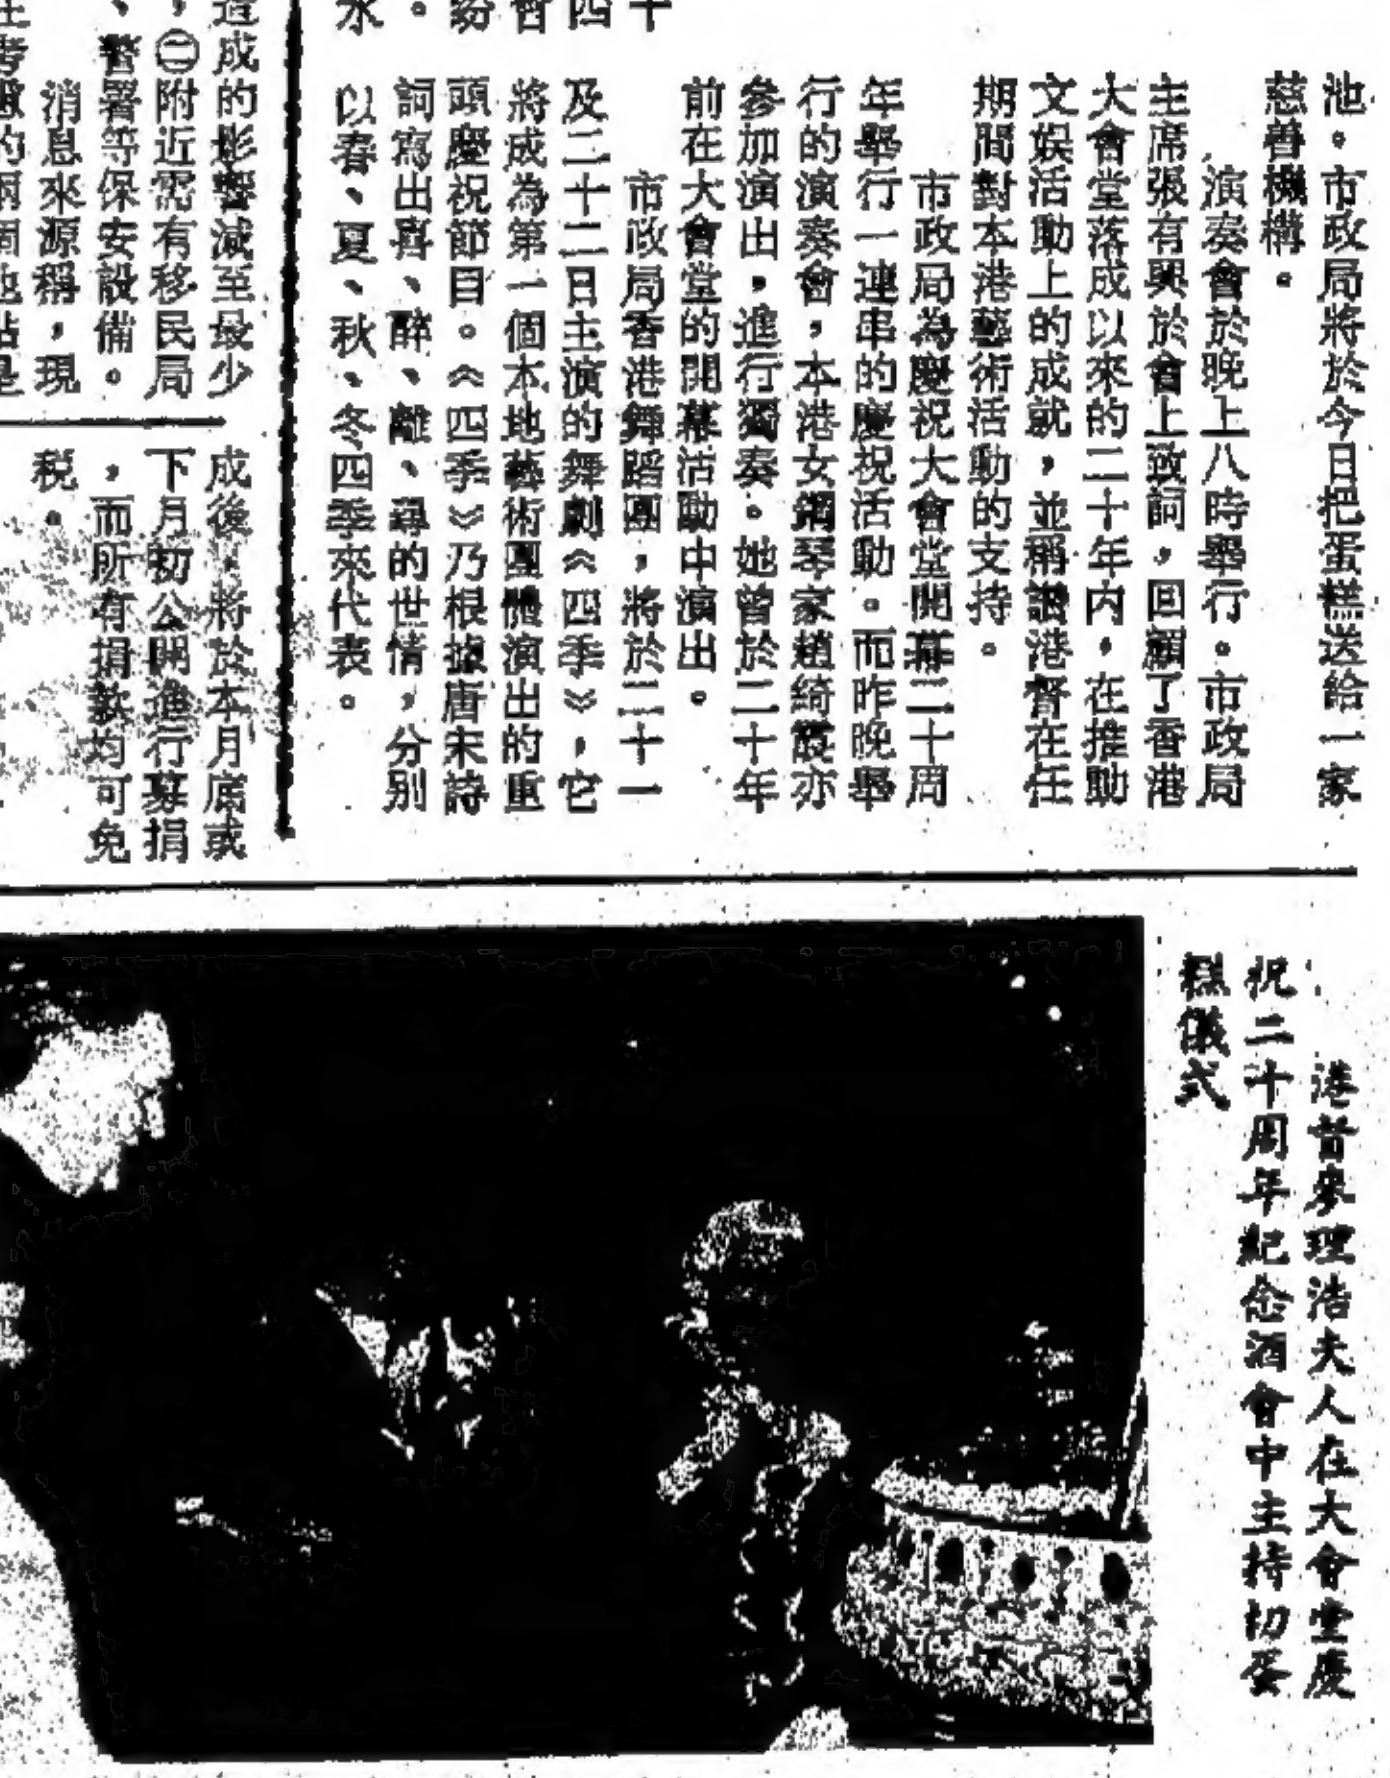 池。市政局將於今日把蛋糕送給一家
慈善機構。
演奏會於晚上八時舉行。市政局
主席張有興於會上致詞，回顧了香港
大會堂落成以來的二十年內，在推動
文娛活動上的成就，並稱讚港督在任
期間對本港藝術活動的支持。
市政局為慶祝大會堂開幕二十周
年舉行一連串的慶祝活動。而昨晚舉
行的演奏會，本港女鋼琴家趙綺霞亦
參加演出，進行獨奏。她曾於二十年
前在大會堂的開幕活動中演出。
市政局香港舞蹈團，將於二十一
及二十二日主演的舞劇《四季》，它
將成為第一個本地藝術團體演出的重
頭慶祝節目。《四季》乃根據唐宋詩
詞寫出喜、醉、離、尋的世情，分別
以春、夏、秋、冬四季來代表。
十
四
會
紛
。
水
造成的影響減至最少
，㊁附近需有移民局
、警署等保安設備。
消息來源稱，現
的兩個地點是
成後，將於本月底或
下月初公開進行募捐
，而所有捐款均可免
税。
港督麥理浩夫人在大會堂慶
祝二十周年紀念酒會中主持切蛋
糕儀式